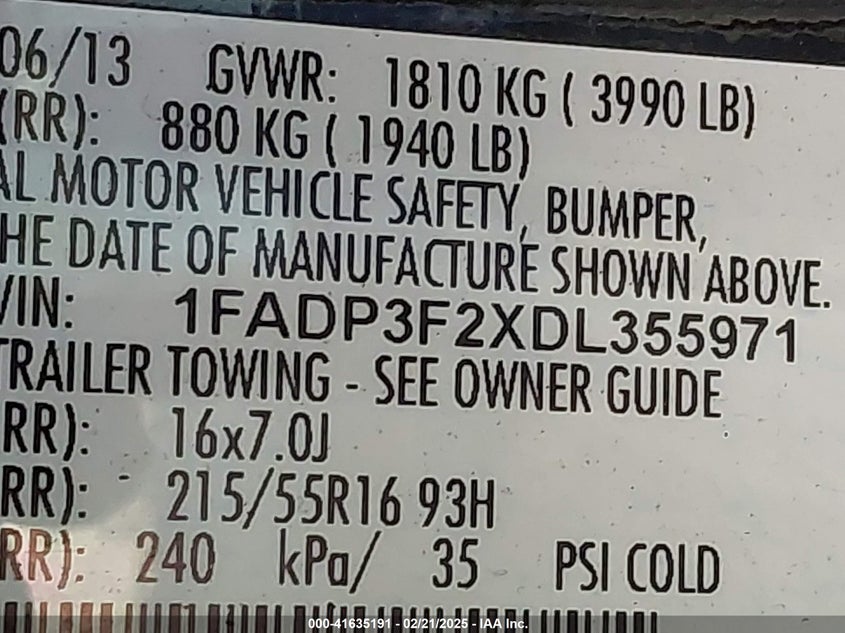 06/13 GVWR: 1810 KG ( 3990 LB)
(RR): 880 KG ( 1940 LB)
AL MOTOR VEHICLE SAFETY, BUMPER,
HE DATE OF MANUFACTURE SHOWN ABOVE.
VIN: 1FADP3F2XDL355971
TRAILER TOWING - SEE OWNER GUIDE
RR): 16x7.0J
RR): 215/55R16 93H
RR): 240 kPa/ 35 PSI COLD
000-41635191 - 02/21/2025 - IAA Inc.